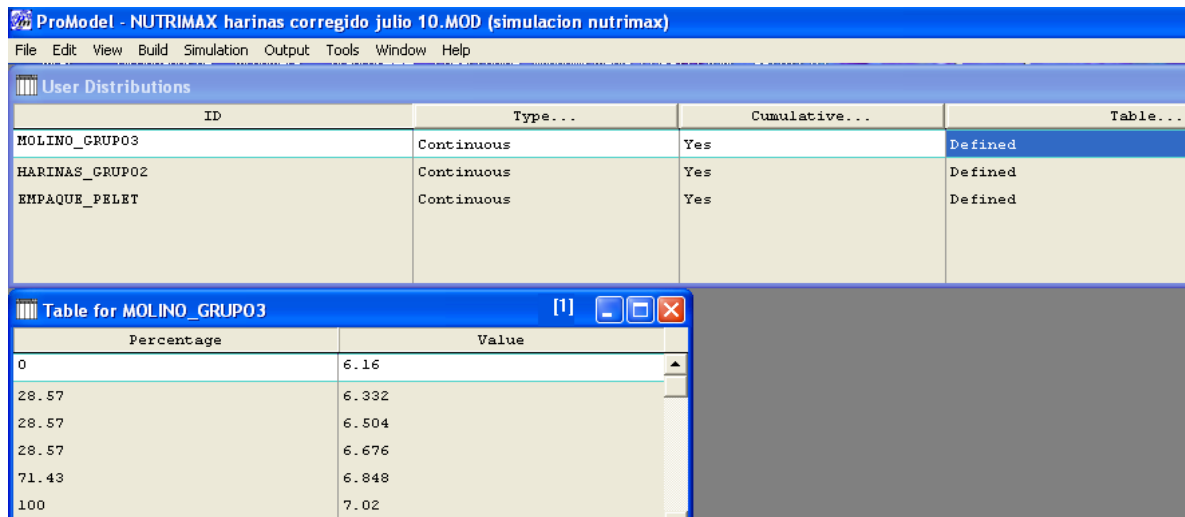 ProModel - NUTRIMAX harinas corregido julio 10.MOD (simulacion nutrimax)
File Edit View Build Simulation Output Tools Window Help
User Distributions
ID Type... Cumulative... Table...
MOLINO_GRUPO3 Continuous Yes Defined
HARINAS_GRUPO2 Continuous Yes Defined
EMPAQUE_PELET Continuous Yes Defined
Table for MOLINO_GRUPO3 [1]
Percentage Value
0 6.16
28.57 6.332
28.57 6.504
28.57 6.676
71.43 6.848
100 7.02